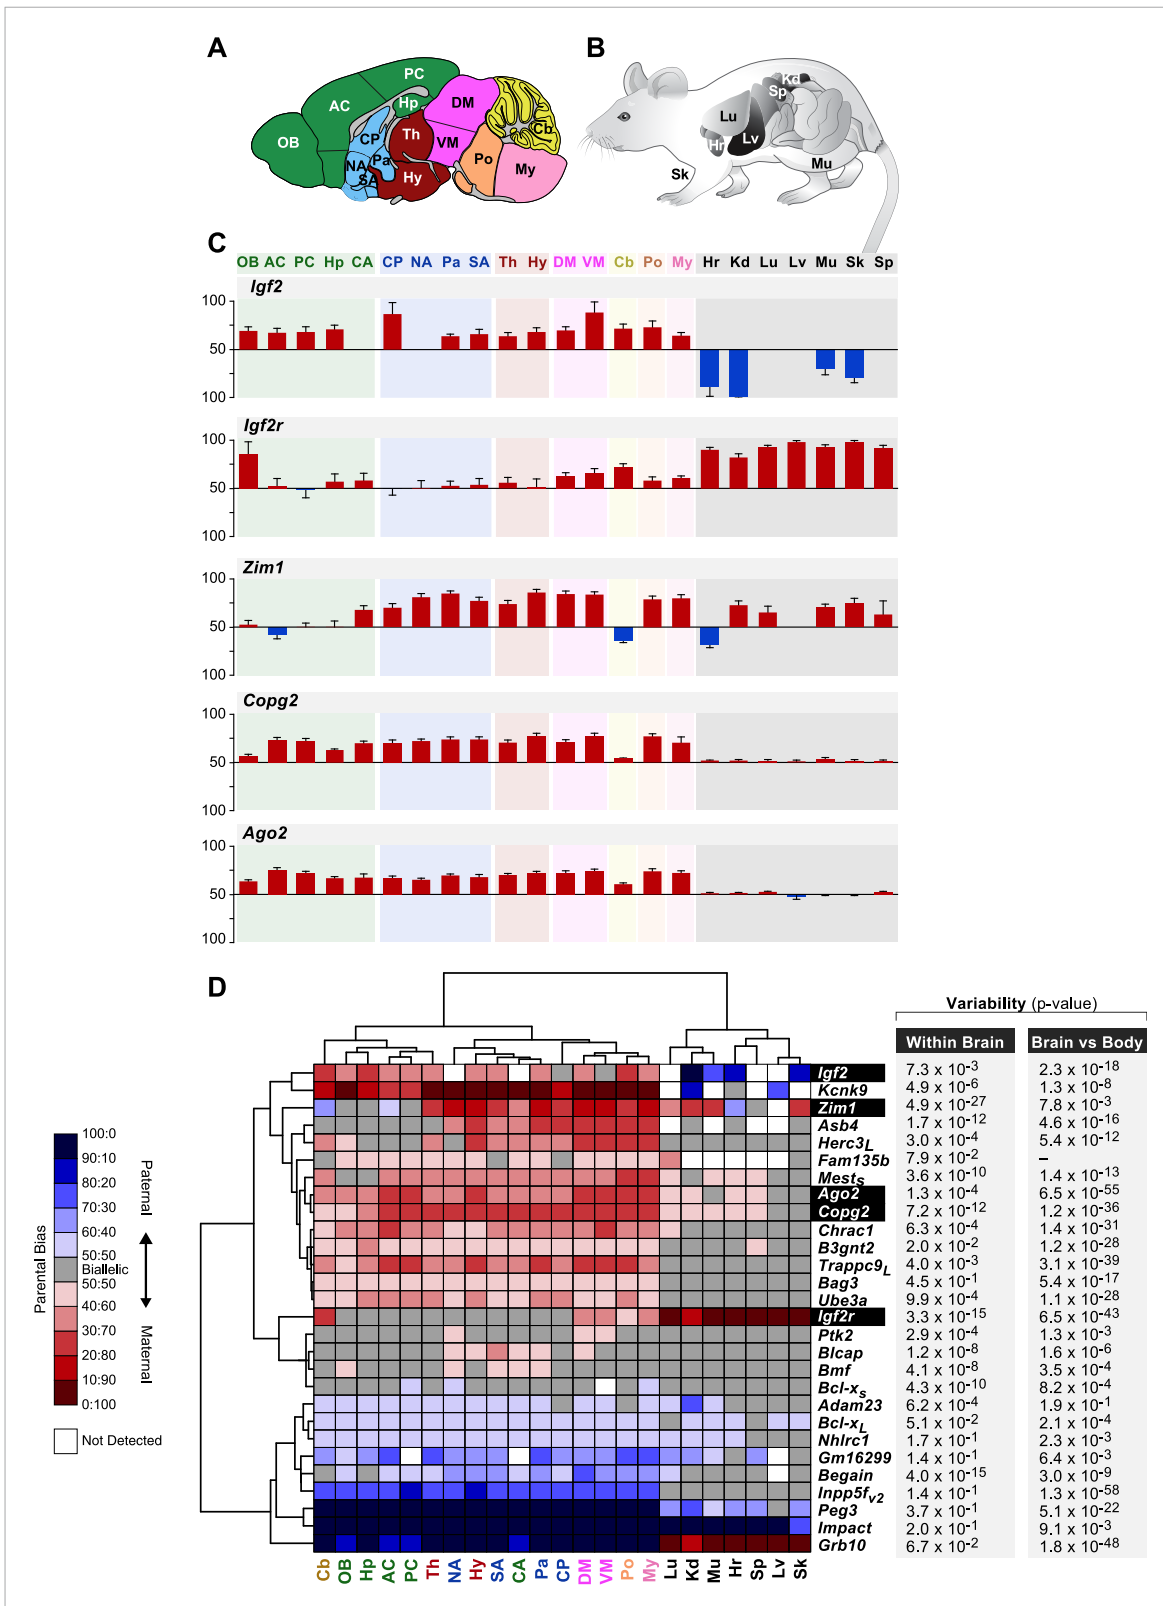 A
B
PC
AC
Hp
DM
OB
CP
Th
VM
Cb
NA
Pa
SA
Hy
Po
My
Kd
Sp
Lu
Lv
Hr
Mu
Sk
C
OB AC PC Hp CA CP NA Pa SA Th Hy DM VM Cb Po My Hr Kd Lu Lv Mu Sk Sp
Igf2
100
50
100
Igf2r
100
50
100
Zim1
100
50
100
Copg2
100
50
100
Ago2
100
50
100
D
Variability (p-value)
Within Brain Brain vs Body
Igf2 7.3 x 10-3 2.3 x 10-18
Kcnk9 4.9 x 10-6 1.3 x 10-8
Zim1 4.9 x 10-27 7.8 x 10-3
Asb4 1.7 x 10-12 4.6 x 10-16
Herc3L 3.0 x 10-4 5.4 x 10-12
Fam135b 7.9 x 10-2 –
MestS 3.6 x 10-10 1.4 x 10-13
Ago2 1.3 x 10-4 6.5 x 10-55
Copg2 7.2 x 10-12 1.2 x 10-36
Chrac1 6.3 x 10-4 1.4 x 10-31
B3gnt2 2.0 x 10-2 1.2 x 10-28
Trappc9L 4.0 x 10-3 3.1 x 10-39
Bag3 4.5 x 10-1 5.4 x 10-17
Ube3a 9.9 x 10-4 1.1 x 10-28
Igf2r 3.3 x 10-15 6.5 x 10-43
Ptk2 2.9 x 10-4 1.3 x 10-3
Blcap 1.2 x 10-8 1.6 x 10-6
Bmf 4.1 x 10-8 3.5 x 10-4
Bcl-xS 4.3 x 10-10 8.2 x 10-4
Adam23 6.2 x 10-4 1.9 x 10-1
Bcl-xL 5.1 x 10-2 2.1 x 10-4
Nhlrc1 1.7 x 10-1 2.3 x 10-3
Gm16299 1.4 x 10-1 6.4 x 10-3
Begain 4.0 x 10-15 3.0 x 10-9
Inpp5fv2 1.4 x 10-1 1.3 x 10-58
Peg3 3.7 x 10-1 5.1 x 10-22
Impact 2.0 x 10-1 9.1 x 10-3
Grb10 6.7 x 10-2 1.8 x 10-48
Cb OB Hp AC PC Th NA Hy SA CA Pa CP DM VM Po My Lu Kd Mu Hr Sp Lv Sk
Parental Bias
Paternal
Maternal
100:0
90:10
80:20
70:30
60:40
50:50
Biallelic
50:50
40:60
30:70
20:80
10:90
0:100
Not Detected